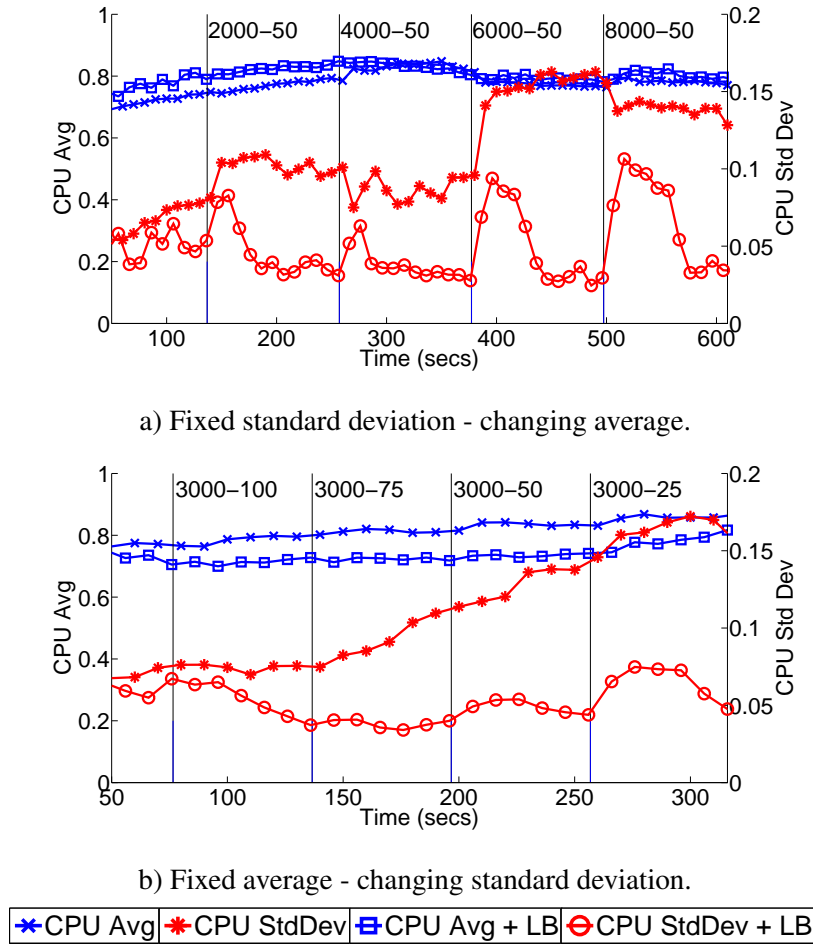 2000−50 4000−50 6000−50 8000−50
1 0.8 0.6 0.4 0.2 0
CPU Avg
0.2 0.15 0.1 0.05 0
CPU Std Dev
100 200 300 400 500 600
Time (secs)
a) Fixed standard deviation - changing average.
3000−100 3000−75 3000−50 3000−25
1 0.8 0.6 0.4 0.2 0
CPU Avg
0.2 0.15 0.1 0.05 0
CPU Std Dev
50 100 150 200 250 300
Time (secs)
b) Fixed average - changing standard deviation.
CPU Avg CPU StdDev CPU Avg + LB CPU StdDev + LB